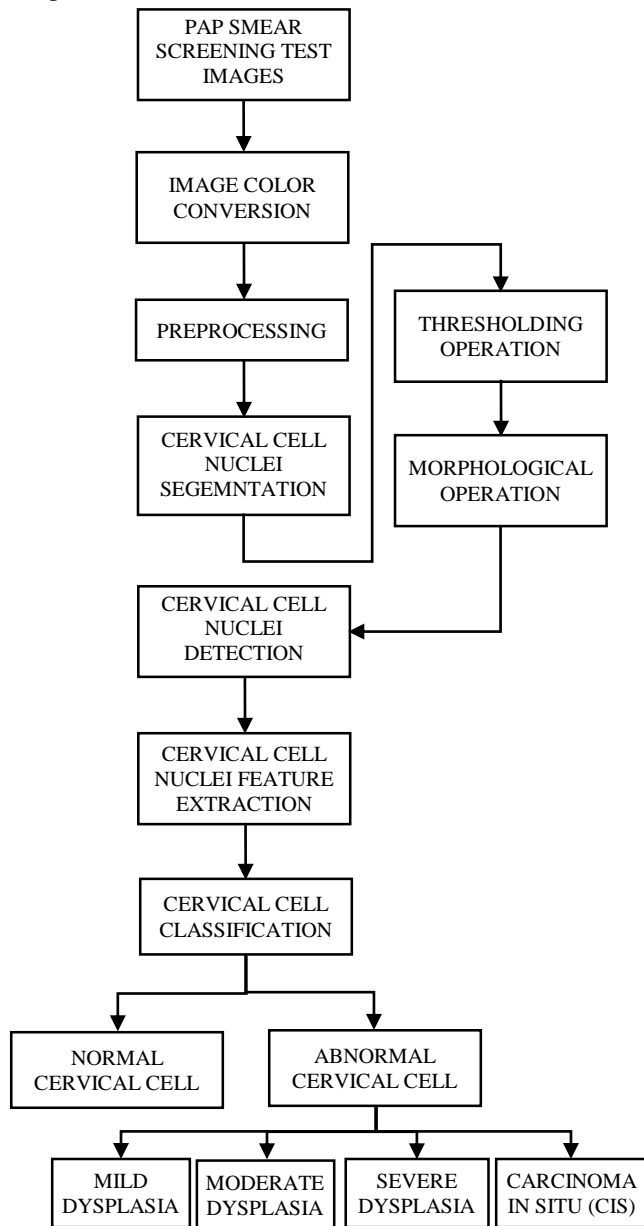 PAP SMEAR
SCREENING TEST
IMAGES
IMAGE COLOR
CONVERSION
PREPROCESSING
CERVICAL CELL
NUCLEI
SEGEMNTATION
THRESHOLDING
OPERATION
MORPHOLOGICAL
OPERATION
CERVICAL CELL
NUCLEI
DETECTION
CERVICAL CELL
NUCLEI FEATURE
EXTRACTION
CERVICAL CELL
CLASSIFICATION
NORMAL
CERVICAL CELL
ABNORMAL
CERVICAL CELL
MILD
DYSPLASIA
MODERATE
DYSPLASIA
SEVERE
DYSPLASIA
CARCINOMA
IN SITU (CIS)